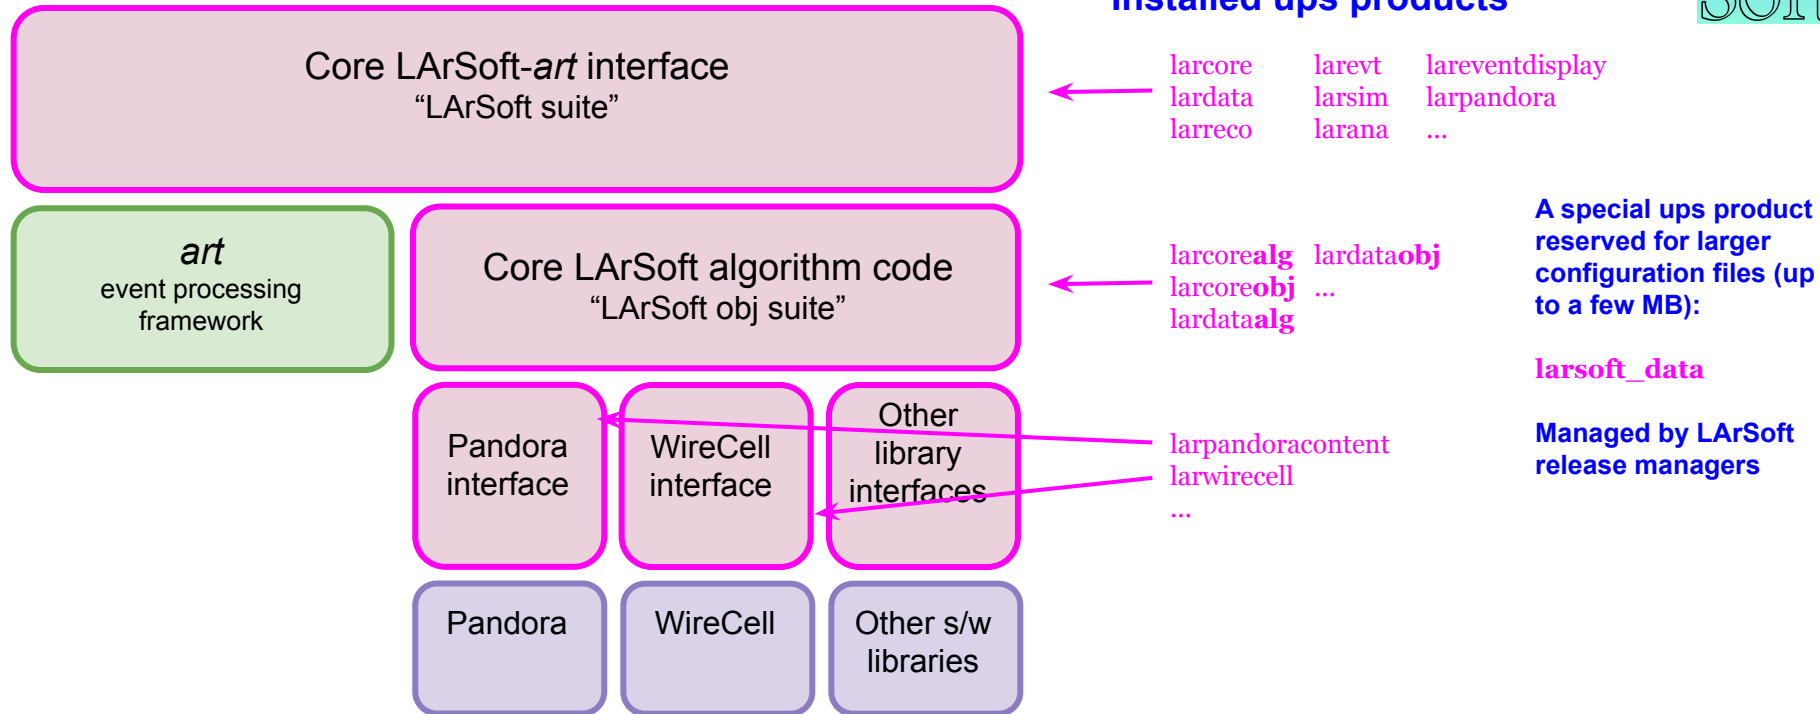 Installed ups products
SOft
Core LArSoft-art interface
“LArSoft suite”
larcore larevt lareventdisplay
lardata larsim larpandora
larreco larana ...
art
event processing
framework
Core LArSoft algorithm code
“LArSoft obj suite”
larcorealg lardataobj
larcoreobj ...
lardataalg
A special ups product
reserved for larger
configuration files (up
to a few MB):
larsoft_data
Managed by LArSoft
release managers
Pandora
interface
WireCell
interface
Other
library
interfaces
larpandoracontent
larwirecell
...
Pandora
WireCell
Other s/w
libraries